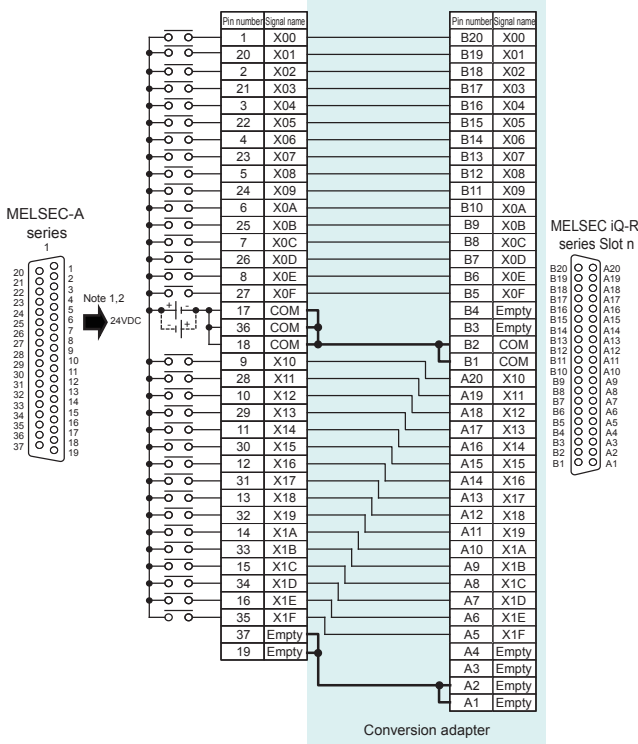 Pin number Signal name Pin number Signal name
1 X00 B20 X00
20 X01 B19 X01
2 X02 B18 X02
21 X03 B17 X03
3 X04 B16 X04
22 X05 B15 X05
4 X06 B14 X06
23 X07 B13 X07
5 X08 B12 X08
24 X09 B11 X09
6 X0A B10 X0A
25 X0B B9 X0B
7 X0C B8 X0C
26 X0D B7 X0D
8 X0E B6 X0E
27 X0F B5 X0F
17 COM B4 Empty
36 COM B3 Empty
18 COM B2 COM
9 X10 B1 COM
28 X11 A20 X10
10 X12 A19 X11
29 X13 A18 X12
11 X14 A17 X13
30 X15 A16 X14
12 X16 A15 X15
31 X17 A14 X16
13 X18 A13 X17
32 X19 A12 X18
14 X1A A11 X19
33 X1B A10 X1A
15 X1C A9 X1B
34 X1D A8 X1C
16 X1E A7 X1D
35 X1F A6 X1E
37 Empty A5 X1F
19 Empty A4 Empty
A3 Empty
A2 Empty
A1 Empty
MELSEC-A
series
1
20 1
21 2
22 3
23 4
24 5
25 6
26 7
27 8
28 9
29 10
30 11
31 12
32 13
33 14
34 15
35 16
36 17
37 18
19
Note 1,2
24VDC
+ -
- +
MELSEC iQ-R
series Slot n
B20 A20
B19 A19
B18 A18
B17 A17
B16 A16
B15 A15
B14 A14
B13 A13
B12 A12
B11 A11
B10 A10
B9 A9
B8 A8
B7 A7
B6 A6
B5 A5
B4 A4
B3 A3
B2 A2
B1 A1
Conversion adapter